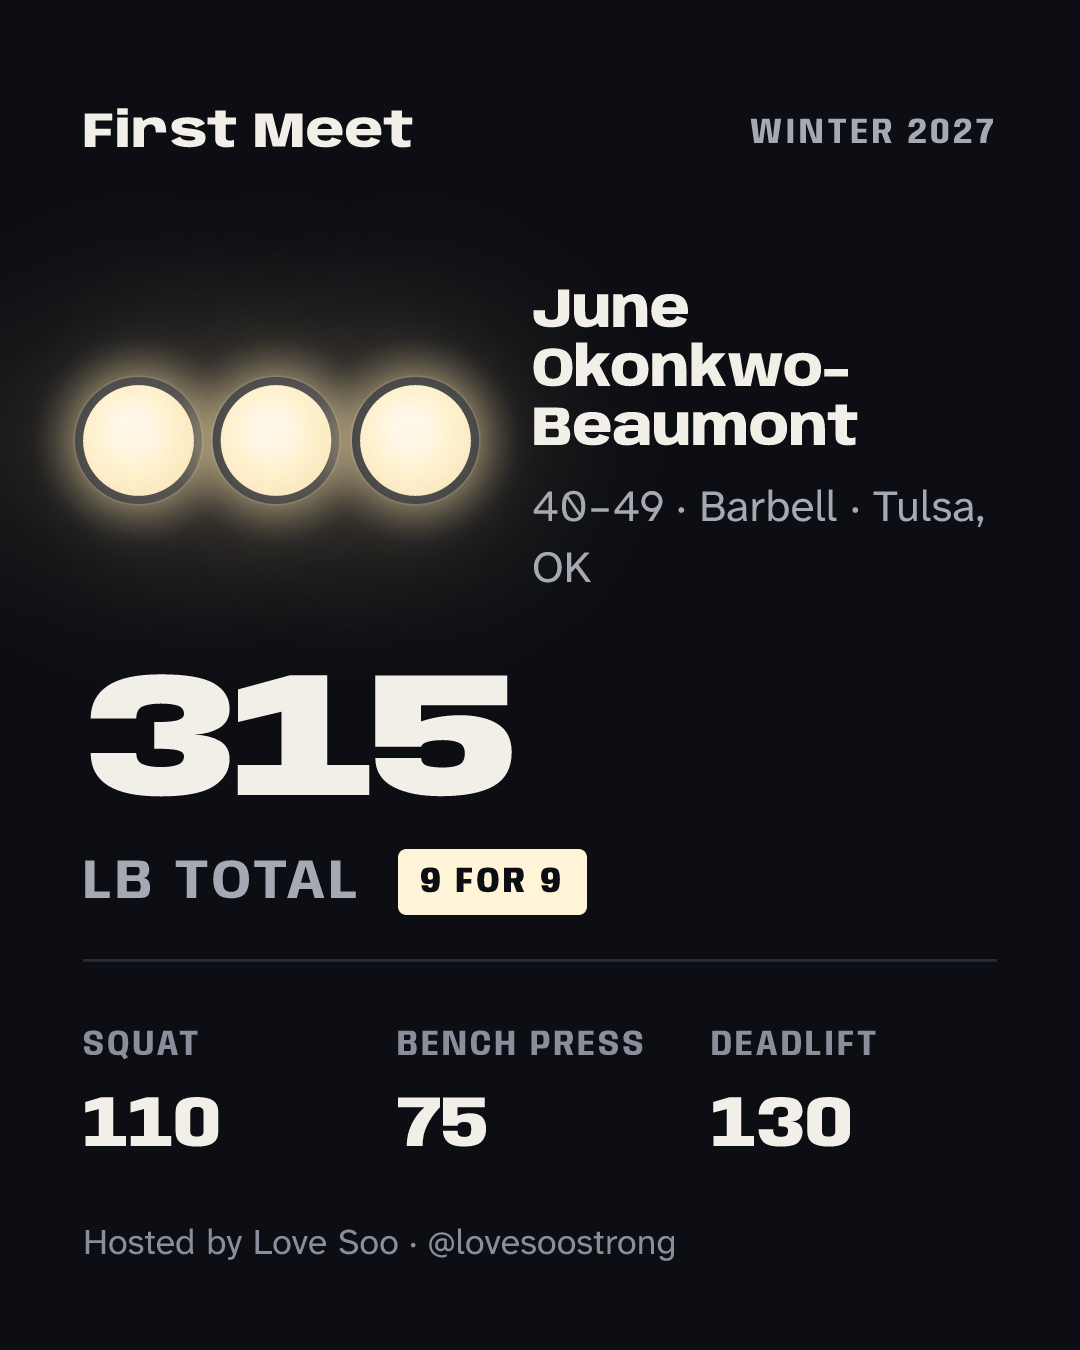 First Meet
WINTER 2027
June
Okonkwo-
Beaumont
40–49 · Barbell · Tulsa,
OK
315
LB TOTAL
9 FOR 9
SQUAT
BENCH PRESS
DEADLIFT
110
75
130
Hosted by Love Soo · @lovesoostrong